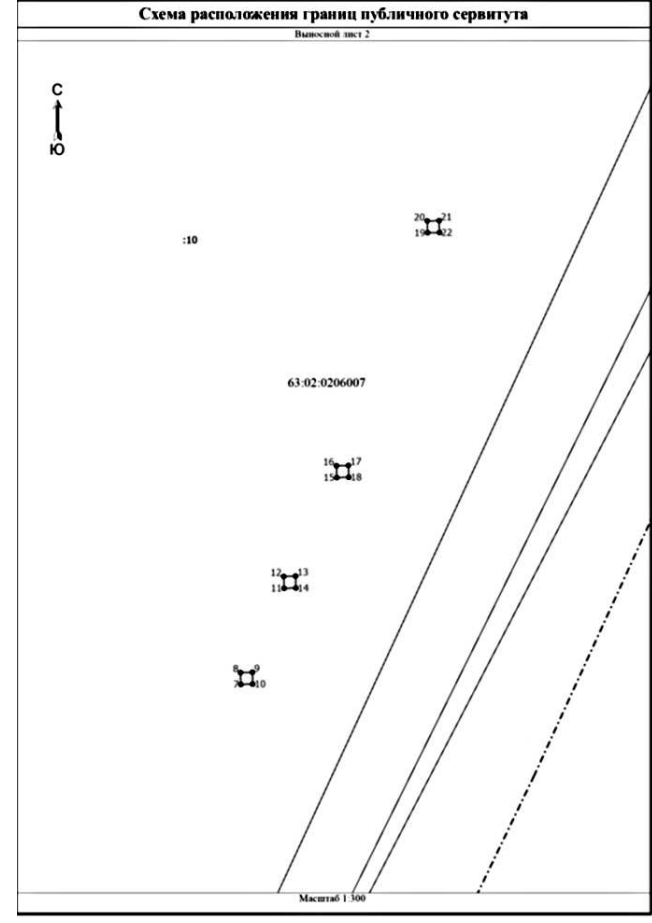 Схема расположения границ публичного сервитута
Выносной лист 2
С
Ю
20 21
19 22
:10
63:02:0206007
16 17
15 18
12 13
11 14
8 9
7 10
Масштаб 1:300